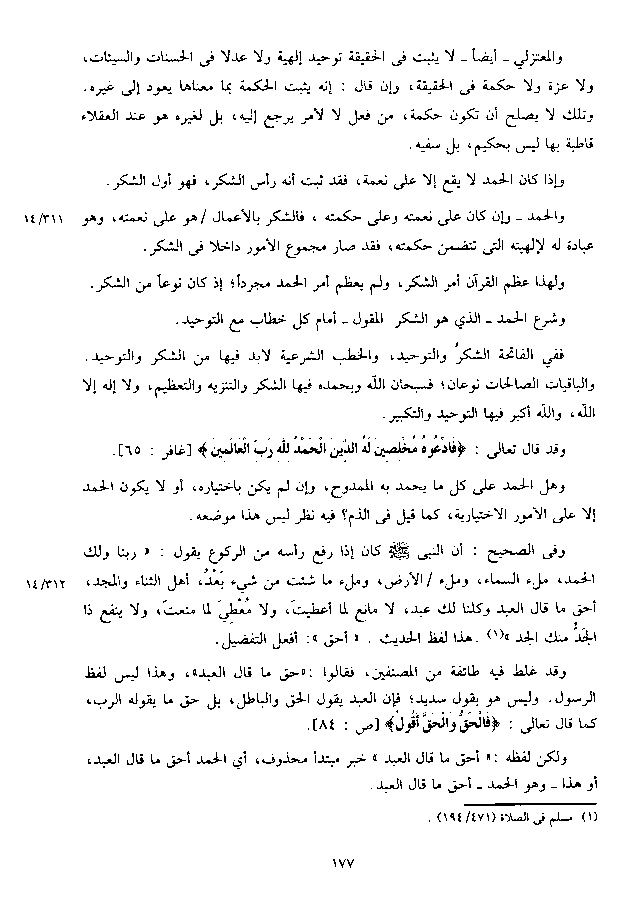 والمعتزلي ـ أيضاً ـ لا يثبت فى الحقيقة توحيد إلهية ولا عدلا فى الحسنات والسيئات،
ولا عزة ولا حكمة فى الحقيقة، وإن قال : إنه يثبت الحكمة بما معناها يعود إلى غيره.
وتلك لا يصلح أن تكون حكمة، من فعل لا لأمر يرجع إليه، بل لغيره هو عند العقلاء
قاطبة بها ليس بحكيم، بل سفيه.
وإذا كان الحمد لا يقع إلا على نعمة، فقد ثبت أنه رأس الشكر، فهو أول الشكر.
والحمد ـ وإن كان على نعمته وعلى حكمته ، فالشكر بالأعمال /هو على نعمته، وهو ١٤/٣١١
عبادة له لإلهيته التى تتضمن حكمته، فقد صار مجموع الأمور داخلا فى الشكر.
ولهذا عظم القرآن أمر الشكر، ولم يعظم أمر الحمد مجرداً؛ إذ كان نوعاً من الشكر.
وشرع الحمد ـ الذي هو الشكر المقول ـ أمام كل خطاب مع التوحيد.
ففي الفاتحة الشكرُ والتوحيد، والخطب الشرعية لابد فيها من الشكر والتوحيد.
والباقيات الصالحات نوعان؛ فسبحان الله وبحمده فيها الشكر والتنزيه والتعظيم، ولا إله إلا
الله، والله أكبر فيها التوحيد والتكبير.
وقد قال تعالى : ﴿فَادْعُوهُ مُخْلِصِينَ لَهُ الدِّينَ الْحَمْدُ لِلَّهِ رَبِّ الْعَالَمِينَ﴾ [غافر : ٦٥].
وهل الحمد على كل ما يحمد به الممدوح، وإن لم يكن باختياره، أو لا يكون الحمد
إلا على الأمور الاختيارية، كما قيل فى الذم؟ فيه نظر ليس هذا موضعه.
وفى الصحيح : أن النبى ﷺ كان إذا رفع رأسه من الركوع يقول : « ربنا ولك
الحمد، ملء السماء، وملء /الأرض، وملء ما شئت من شيء بَعْدُ، أهل الثناء والمجد، ١٤/٣١٢
أحق ما قال العبد وكلنا لك عبد، لا مانع لما أعطيتَ، ولا مُعْطِيَ لما منعتَ، ولا ينفع ذا
الجَدِّ منك الجد »(١) .هذا لفظ الحديث . « أحق »: أفعل التفضيل.
وقد غلط فيه طائفة من المصنفين، فقالوا :«حق ما قال العبد»، وهذا ليس لفظ
الرسول. وليس هو بقول سديد؛ فإن العبد يقول الحق والباطل، بل حق ما يقوله الرب،
كما قال تعالى : ﴿فَالْحَقُّ وَالْحَقَّ أَقُولُ﴾ [ص : ٨٤].
ولكن لفظه :« أحق ما قال العبد » خبر مبتدأ محذوف، أي الحمد أحق ما قال العبد،
أو هذا ـ وهو الحمد ـ أحق ما قال العبد.
(١) مسلم فى الصلاة (١٩٤/٤٧١) .
١٧٧